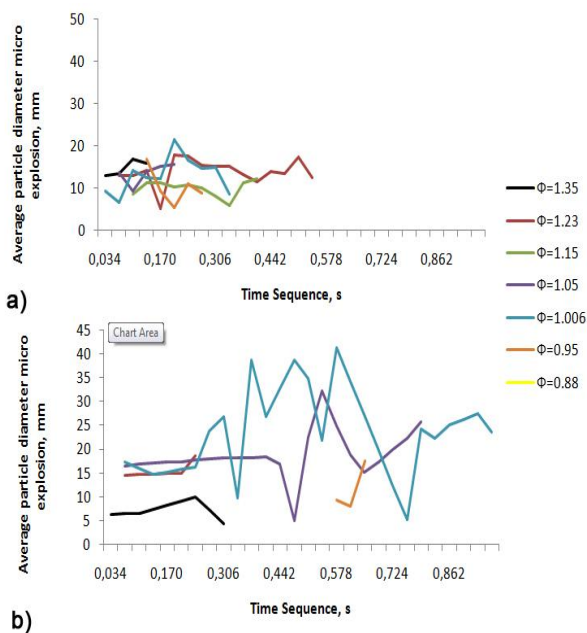 a)
Average particle diameter micro
explosion, mm
50
40
30
20
10
0
0,034 0,170 0,306 0,442 0,578 0,724 0,862
Time Sequence, s
Φ=1.35
Φ=1.23
Φ=1.15
Φ=1.05
Φ=1.006
Φ=0.95
Φ=0.88
b)
Average particle diameter micro
explosion, mm
Chart Area
45
40
35
30
25
20
15
10
5
0
0,034 0,170 0,306 0,442 0,578 0,724 0,862
Time Sequence, s